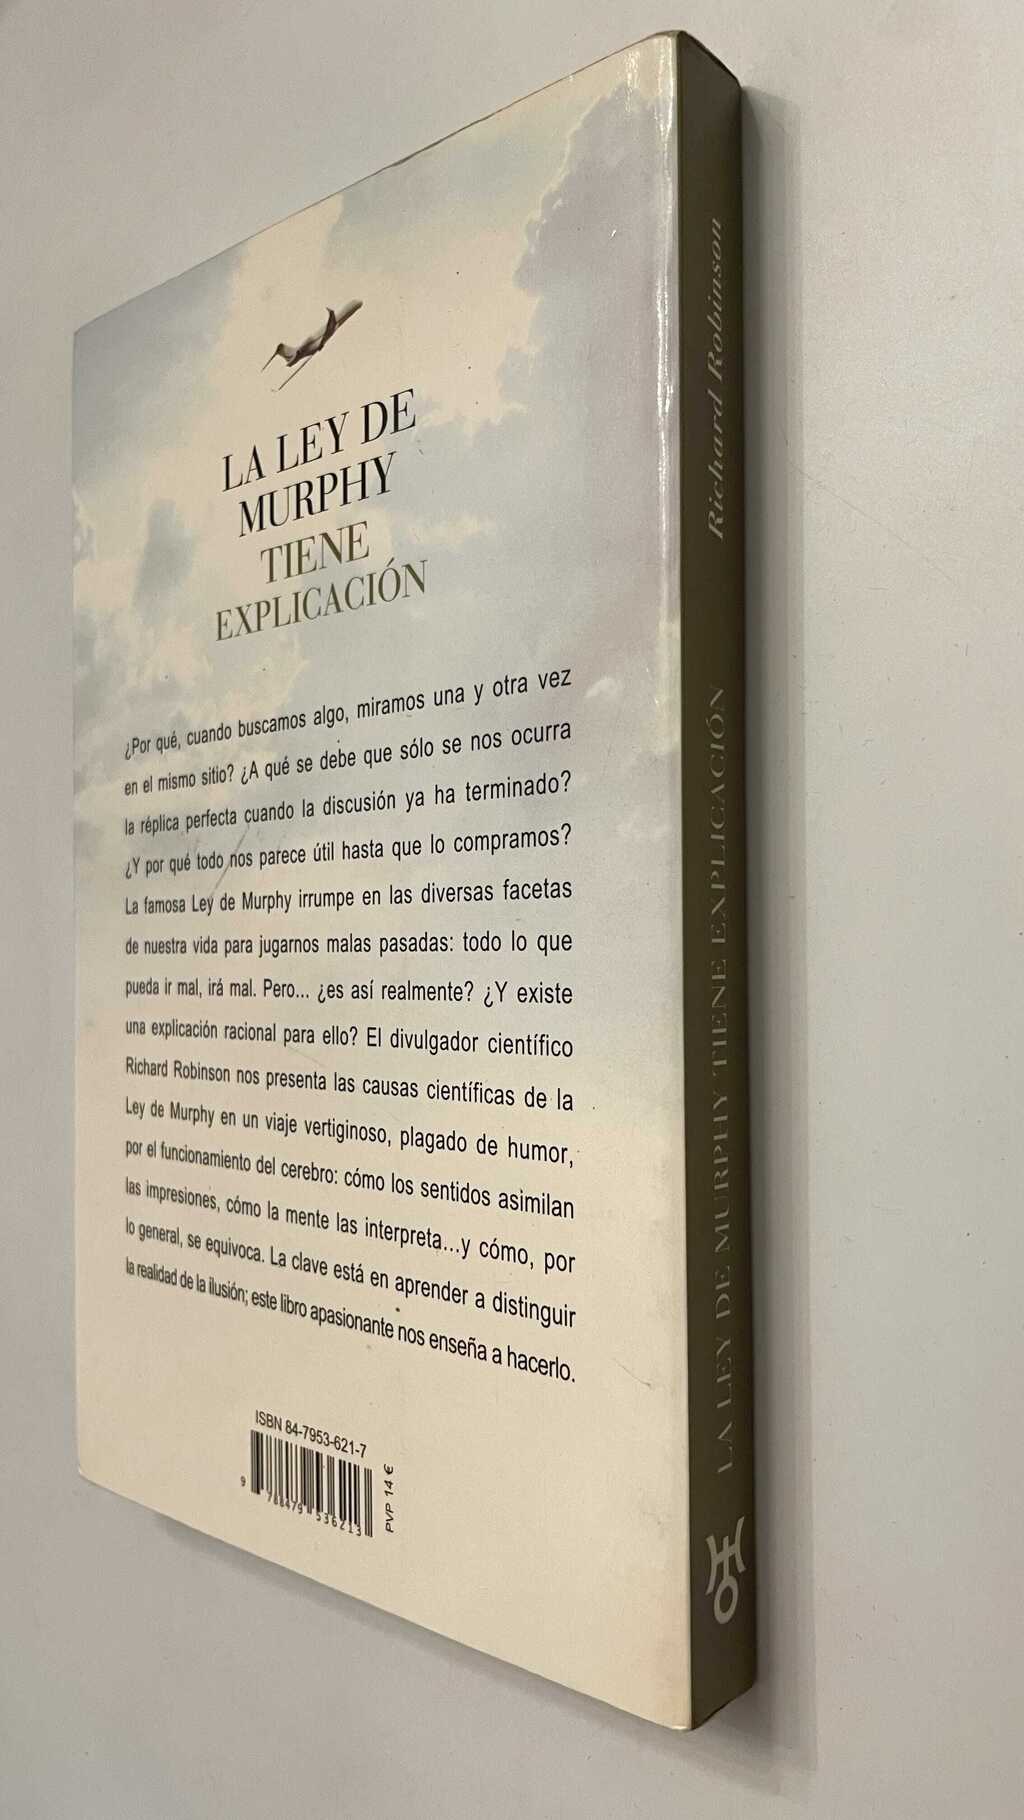 LA LEY DE
MURPHY
TIENE
EXPLICACIÓN
¿Por qué, cuando buscamos algo, miramos una y otra vez
en el mismo sitio? ¿A qué se debe que sólo se nos ocurra
la réplica perfecta cuando la discusión ya ha terminado?
¿Y por qué todo nos parece útil hasta que lo compramos?
La famosa Ley de Murphy irrumpe en las diversas facetas
de nuestra vida para jugarnos malas pasadas: todo lo que
pueda ir mal, irá mal. Pero... ¿es así realmente? ¿Y existe
una explicación racional para ello? El divulgador científico
Richard Robinson nos presenta las causas científicas de la
Ley de Murphy en un viaje vertiginoso, plagado de humor,
por el funcionamiento del cerebro: cómo los sentidos asimilan
las impresiones, cómo la mente las interpreta...y cómo, por
lo general, se equivoca. La clave está en aprender a distinguir
la realidad de la ilusión; este libro apasionante nos enseña a hacerlo.
ISBN 84-7953-621-7
9 788479 536213
PVP 14 €
LA LEY DE MURPHY TIENE EXPLICACIÓN Richard Robinson